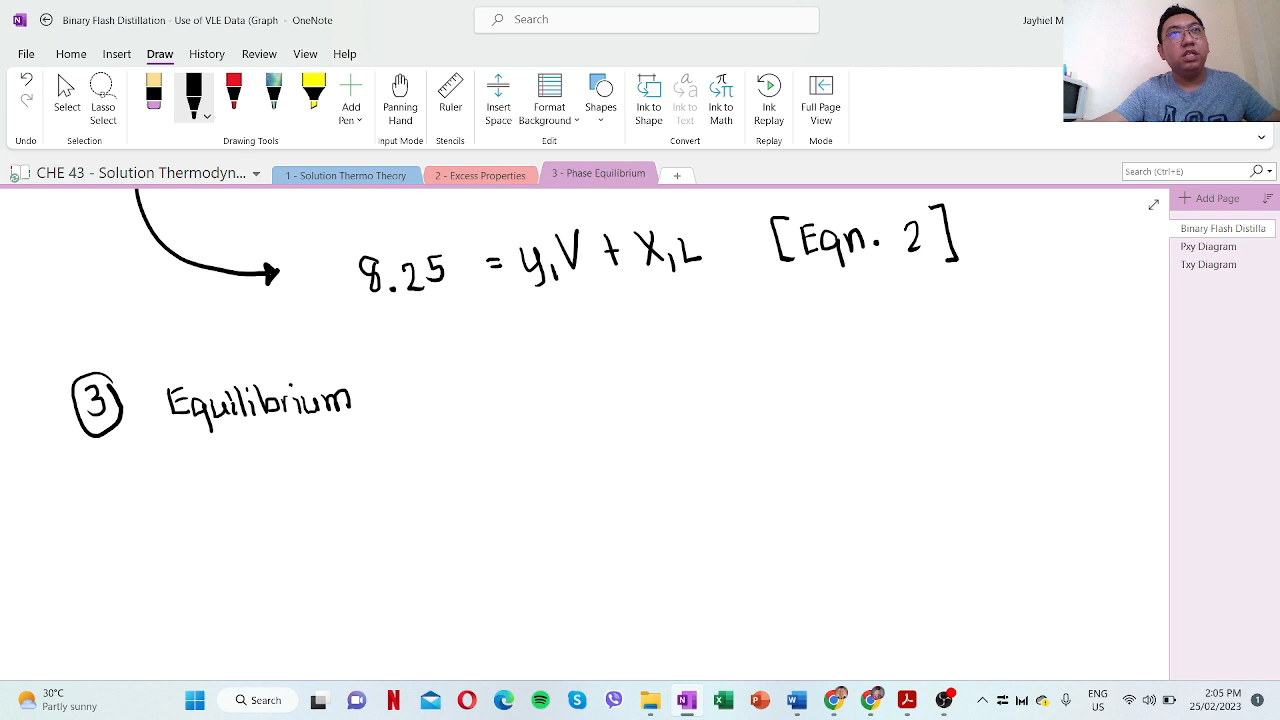 Binary Flash Distillation - Use of VLE Data (Graph - OneNote
Search
Jayhiel M
File Home Insert Draw History Review View Help
Undo
Select
Lasso Select
Add Pen
Panning Hand
Ruler
Insert Space
Format Background
Shapes
Ink to Shape
Ink to Text
Ink to Math
Ink Replay
Full Page View
Undo Selection Drawing Tools Input Mode Stencils Edit Convert Replay Mode
CHE 43 - Solution Thermodyn...
1 - Solution Thermo Theory
2 - Excess Properties
3 - Phase Equilibrium
Search (Ctrl+E)
Add Page
Binary Flash Distilla
Pxy Diagram
Txy Diagram
8.25 = y₁V + x₁L [Eqn. 2]
3 Equilibrium
30°C
Partly sunny
Search
ENG
US
2:05 PM
25/02/2023
1